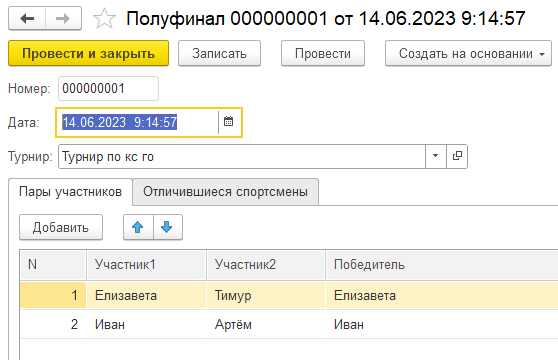 Полуфинал 000000001 от 14.06.2023 9:14:57
Провести и закрыть Записать Провести Создать на основании
Номер: 000000001
Дата: 14.06.2023 9:14:57
Турнир: Турнир по кс го
Пары участников Отличившиеся спортсмены
Добавить
N Участник1 Участник2 Победитель
1 Елизавета Тимур Елизавета
2 Иван Артём Иван